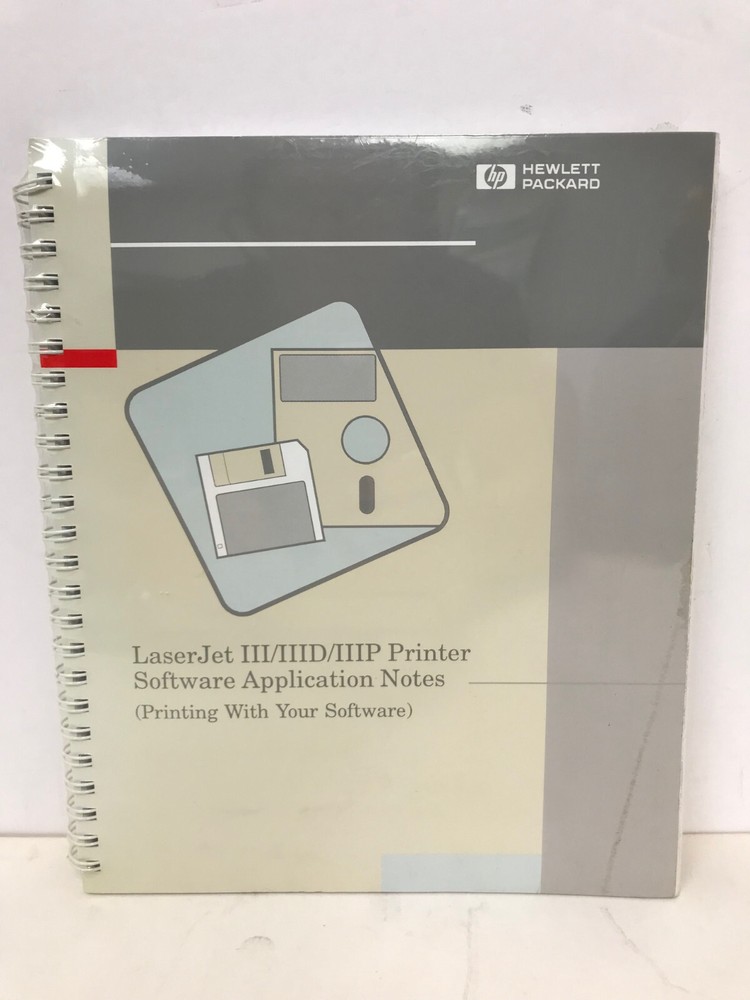 hp HEWLETT
PACKARD
LaserJet III/IIID/IIIP Printer
Software Application Notes
(Printing With Your Software)